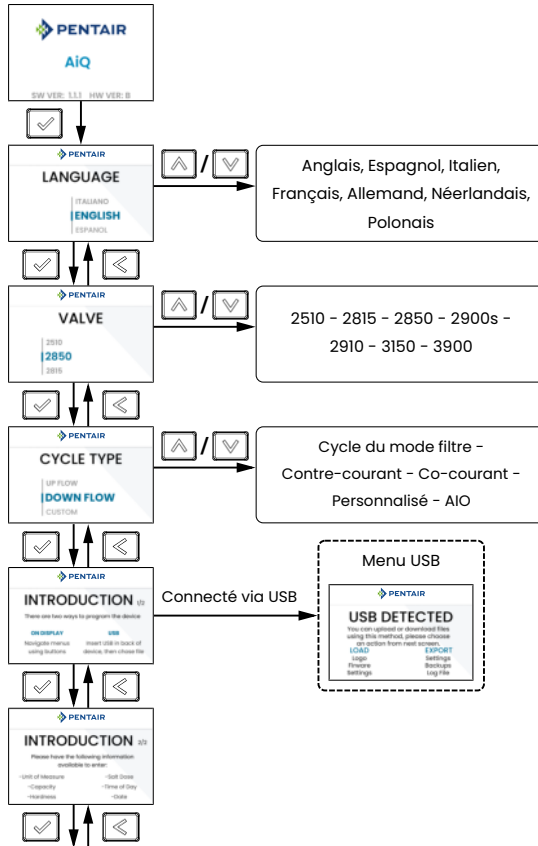 PENTAIR
AiQ
SW VER: 1.1.1 HW VER: B
PENTAIR
LANGUAGE
ITALIANO
ENGLISH
ESPANOL
/
Anglais, Espagnol, Italien,
Français, Allemand, Néerlandais,
Polonais
PENTAIR
VALVE
2510
2850
2815
/
2510 - 2815 - 2850 - 2900s -
2910 - 3150 - 3900
PENTAIR
CYCLE TYPE
UP FLOW
DOWN FLOW
CUSTOM
/
Cycle du mode filtre -
Contre-courant - Co-courant -
Personnalisé - AIO
PENTAIR
INTRODUCTION 1/2
There are two ways to program the device
ON DISPLAY
Navigate menus
using buttons
USB
Insert USB in back of
device, then chose file
Connecté via USB
Menu USB
PENTAIR
USB DETECTED
You can upload or download files
using this method, please choose
an action from next screen.
LOAD
Logo
Firware
Settings
EXPORT
Settings
Backups
Log File
PENTAIR
INTRODUCTION 2/2
Please have the following information
available to enter:
-Unit of Measure
-Capacity
-Hardness
-Salt Dose
-Time of Day
-Date